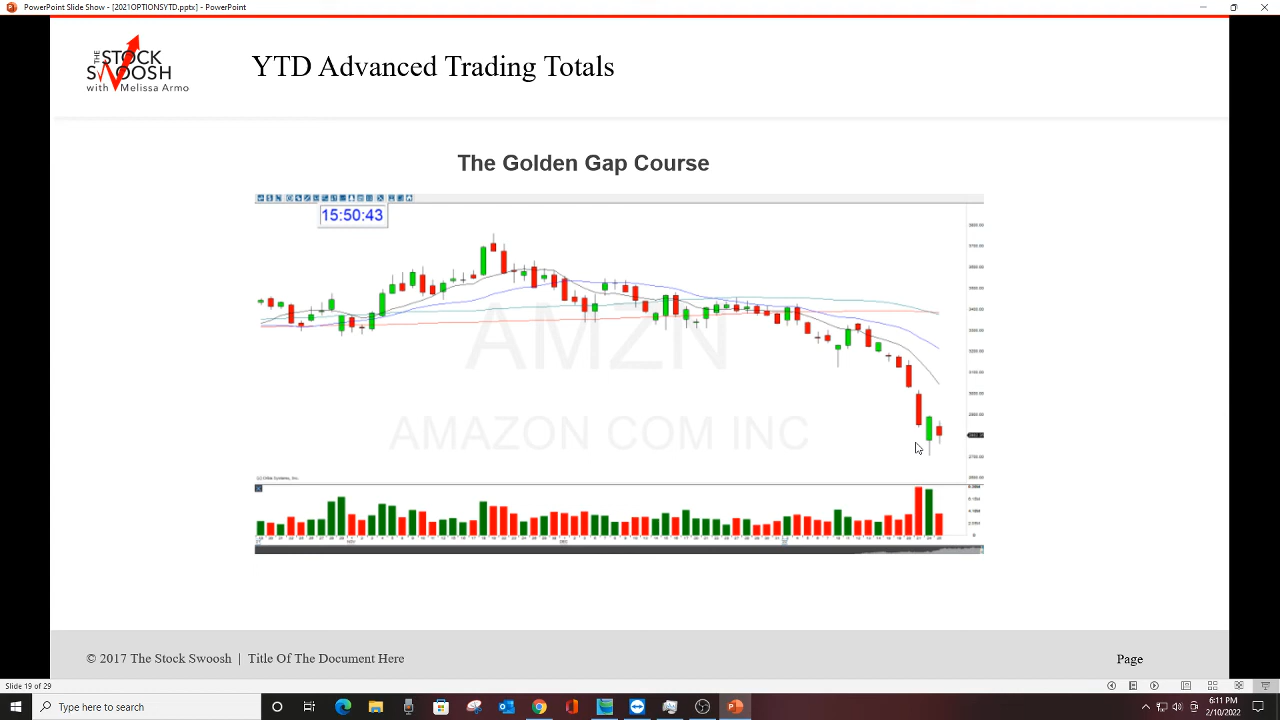 PowerPoint Slide Show - [2021OPTIONSYTD.pptx] - PowerPoint
THE STOCK
SWOOSH
with Melissa Armo
YTD Advanced Trading Totals
The Golden Gap Course
15:50:43
AMZN
AMAZON COM INC
© 2017 The Stock Swoosh | Title Of The Document Here
Page
Slide 19 of 29
Type here to search
6:11 PM
2/10/2022